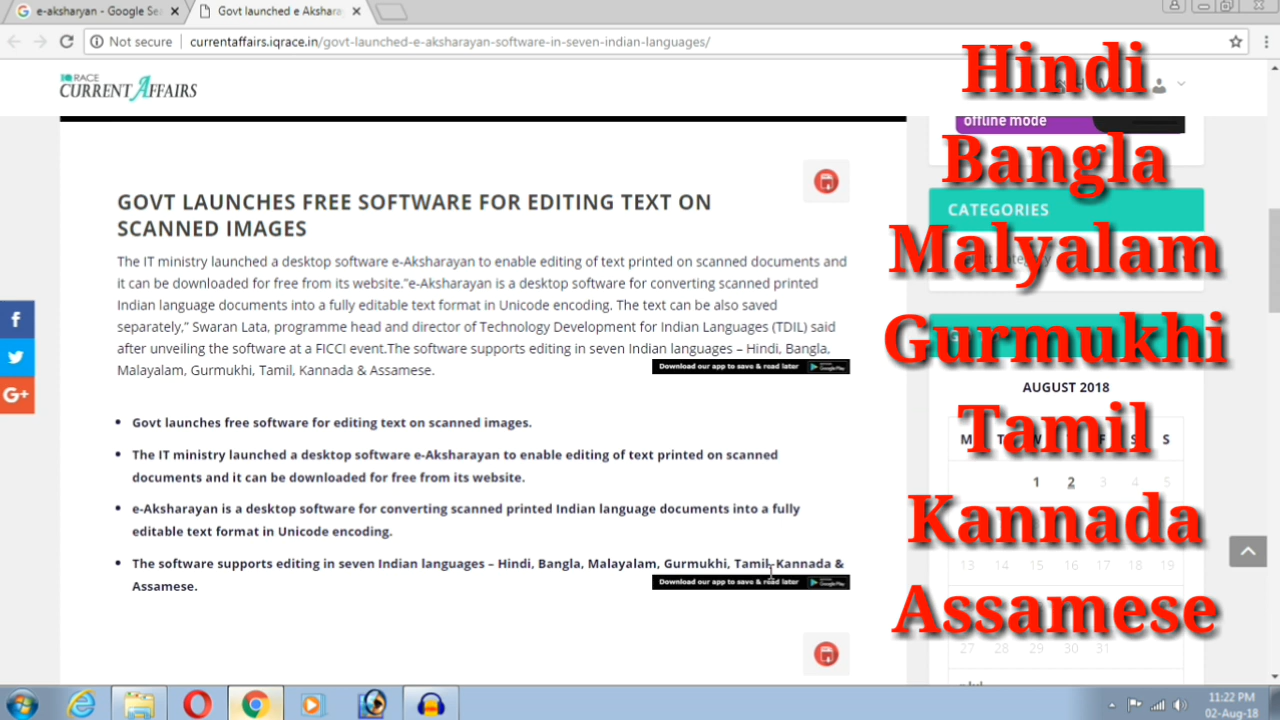 e-aksharyan - Google Sea
Govt launched e Akshara
Not secure
currentaffairs.iqrace.in/govt-launched-e-aksharayan-software-in-seven-indian-languages/
IQ RACE
CURRENT AFFAIRS
offline mode
GOVT LAUNCHES FREE SOFTWARE FOR EDITING TEXT ON
SCANNED IMAGES
The IT ministry launched a desktop software e-Aksharayan to enable editing of text printed on scanned documents and
it can be downloaded for free from its website."e-Aksharayan is a desktop software for converting scanned printed
Indian language documents into a fully editable text format in Unicode encoding. The text can be also saved
separately," Swaran Lata, programme head and director of Technology Development for Indian Languages (TDIL) said
after unveiling the software at a FICCI event.The software supports editing in seven Indian languages – Hindi, Bangla,
Malayalam, Gurmukhi, Tamil, Kannada & Assamese.
Download our app to save & read later
Google Play
• Govt launches free software for editing text on scanned images.
• The IT ministry launched a desktop software e-Aksharayan to enable editing of text printed on scanned
documents and it can be downloaded for free from its website.
• e-Aksharayan is a desktop software for converting scanned printed Indian language documents into a fully
editable text format in Unicode encoding.
• The software supports editing in seven Indian languages – Hindi, Bangla, Malayalam, Gurmukhi, Tamil, Kannada &
Assamese.
Download our app to save & read later
Google Play
CATEGORIES
AUGUST 2018
M T W F S S
1 2 3 4 5
13 14 15 16 17 18 19
27 28 29 30 31
Hindi
Bangla
Malyalam
Gurmukhi
Tamil
Kannada
Assamese
f
G+
11:22 PM
02-Aug-18